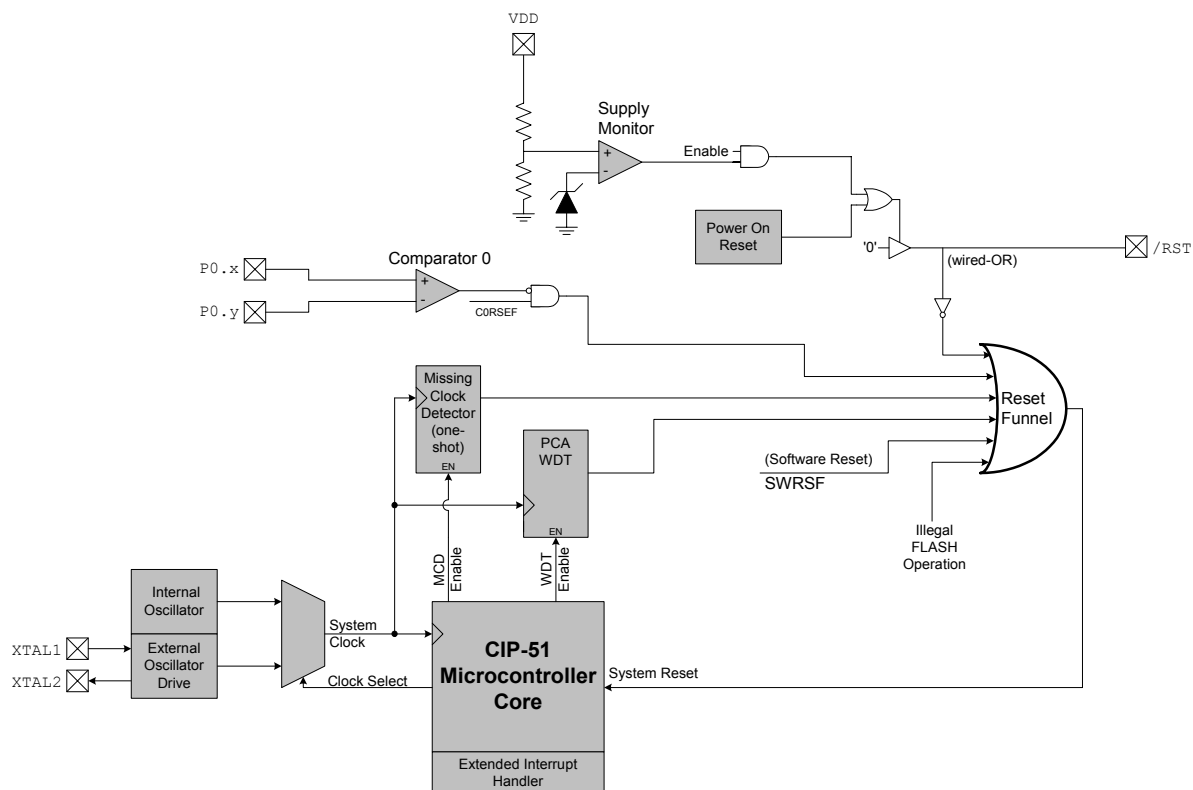 VDD
Supply
Monitor
+
-
Enable
Power On
Reset
'0'
/RST
(wired-OR)
P0.x
P0.y
Comparator 0
+
-
C0RSEF
Missing
Clock
Detector
(one-
shot)
EN
PCA
WDT
EN
Reset
Funnel
(Software Reset)
SWRSF
Illegal
FLASH
Operation
MCD
Enable
WDT
Enable
Internal
Oscillator
External
Oscillator
Drive
XTAL1
XTAL2
System
Clock
Clock Select
CIP-51
Microcontroller
Core
System Reset
Extended Interrupt
Handler